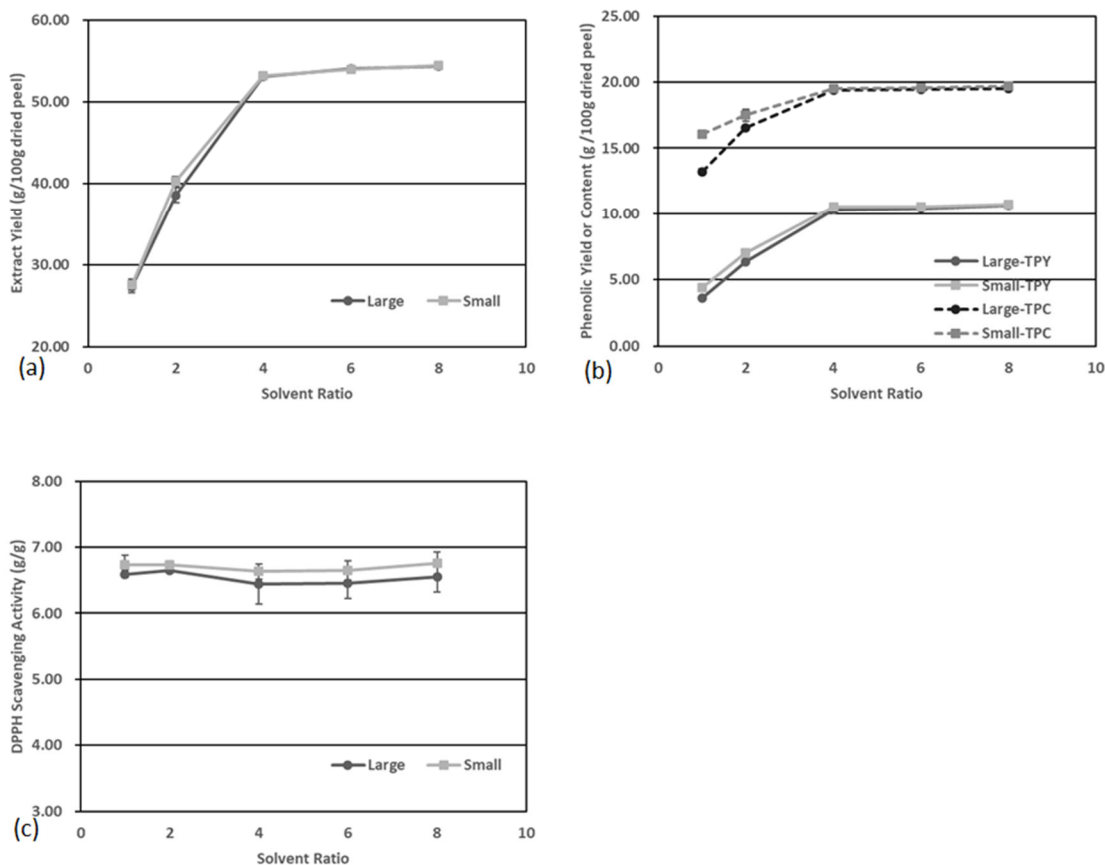 60.00
50.00
40.00
30.00
20.00
Extract Yield (g/100g dried peel)
Large Small
0 2 4 6 8 10
Solvent Ratio
(a)
25.00
20.00
15.00
10.00
5.00
0.00
Phenolic Yield or Content (g /100g dried peel)
Large-TPY
Small-TPY
Large-TPC
Small-TPC
0 2 4 6 8 10
Solvent Ratio
(b)
8.00
7.00
6.00
5.00
4.00
3.00
DPPH Scavenging Activity (g/g)
Large Small
0 2 4 6 8 10
Solvent Ratio
(c)